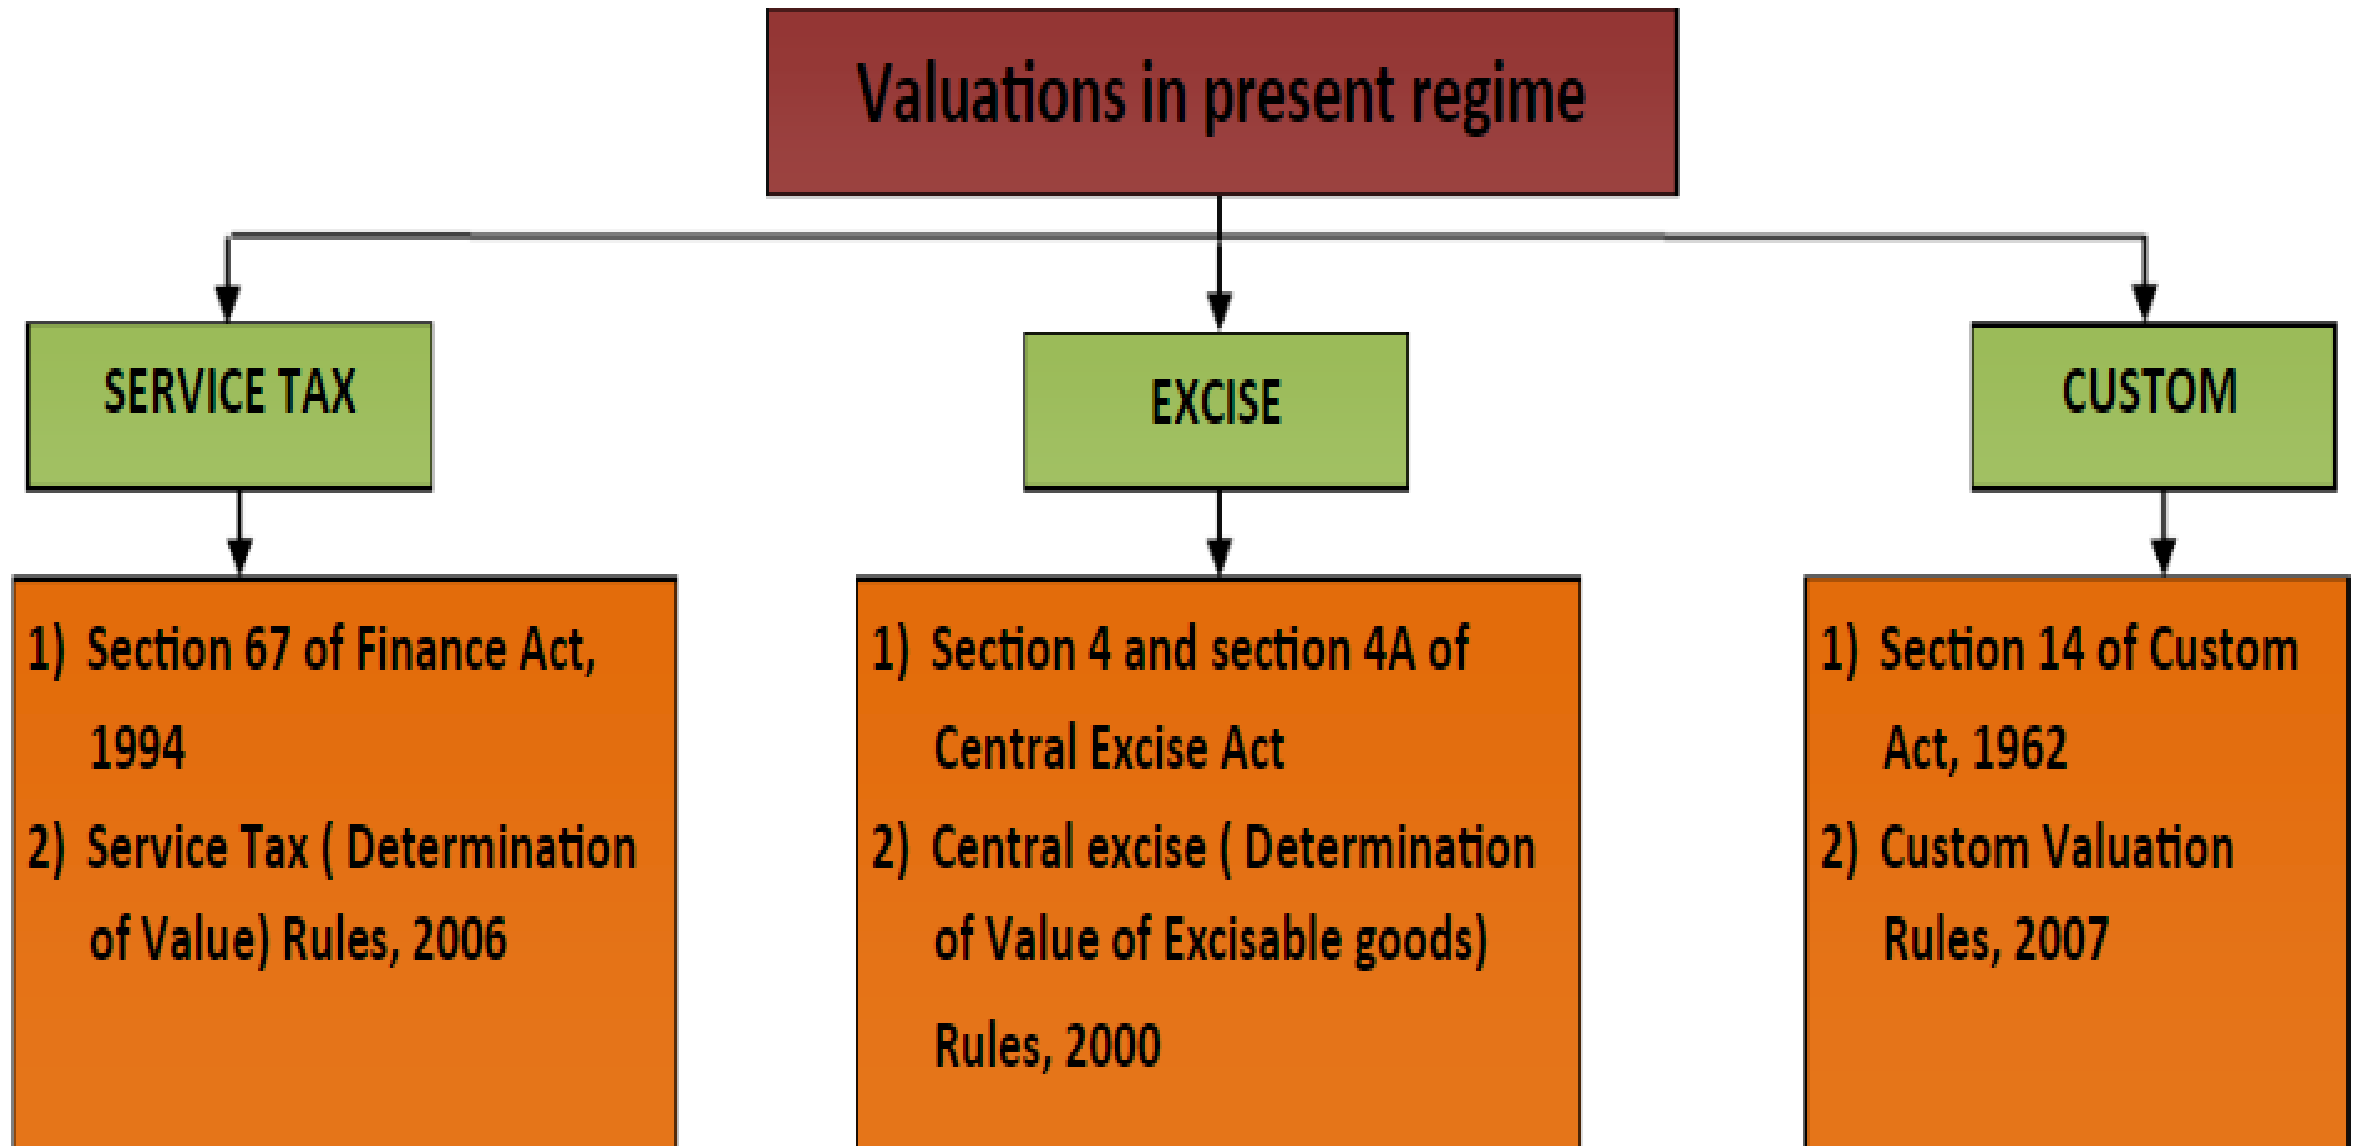 Valuations in present regime
SERVICE TAX
EXCISE
CUSTOM
1) Section 67 of Finance Act,
1994
2) Service Tax ( Determination
of Value) Rules, 2006
1) Section 4 and section 4A of
Central Excise Act
2) Central excise ( Determination
of Value of Excisable goods)
Rules, 2000
1) Section 14 of Custom
Act, 1962
2) Custom Valuation
Rules, 2007